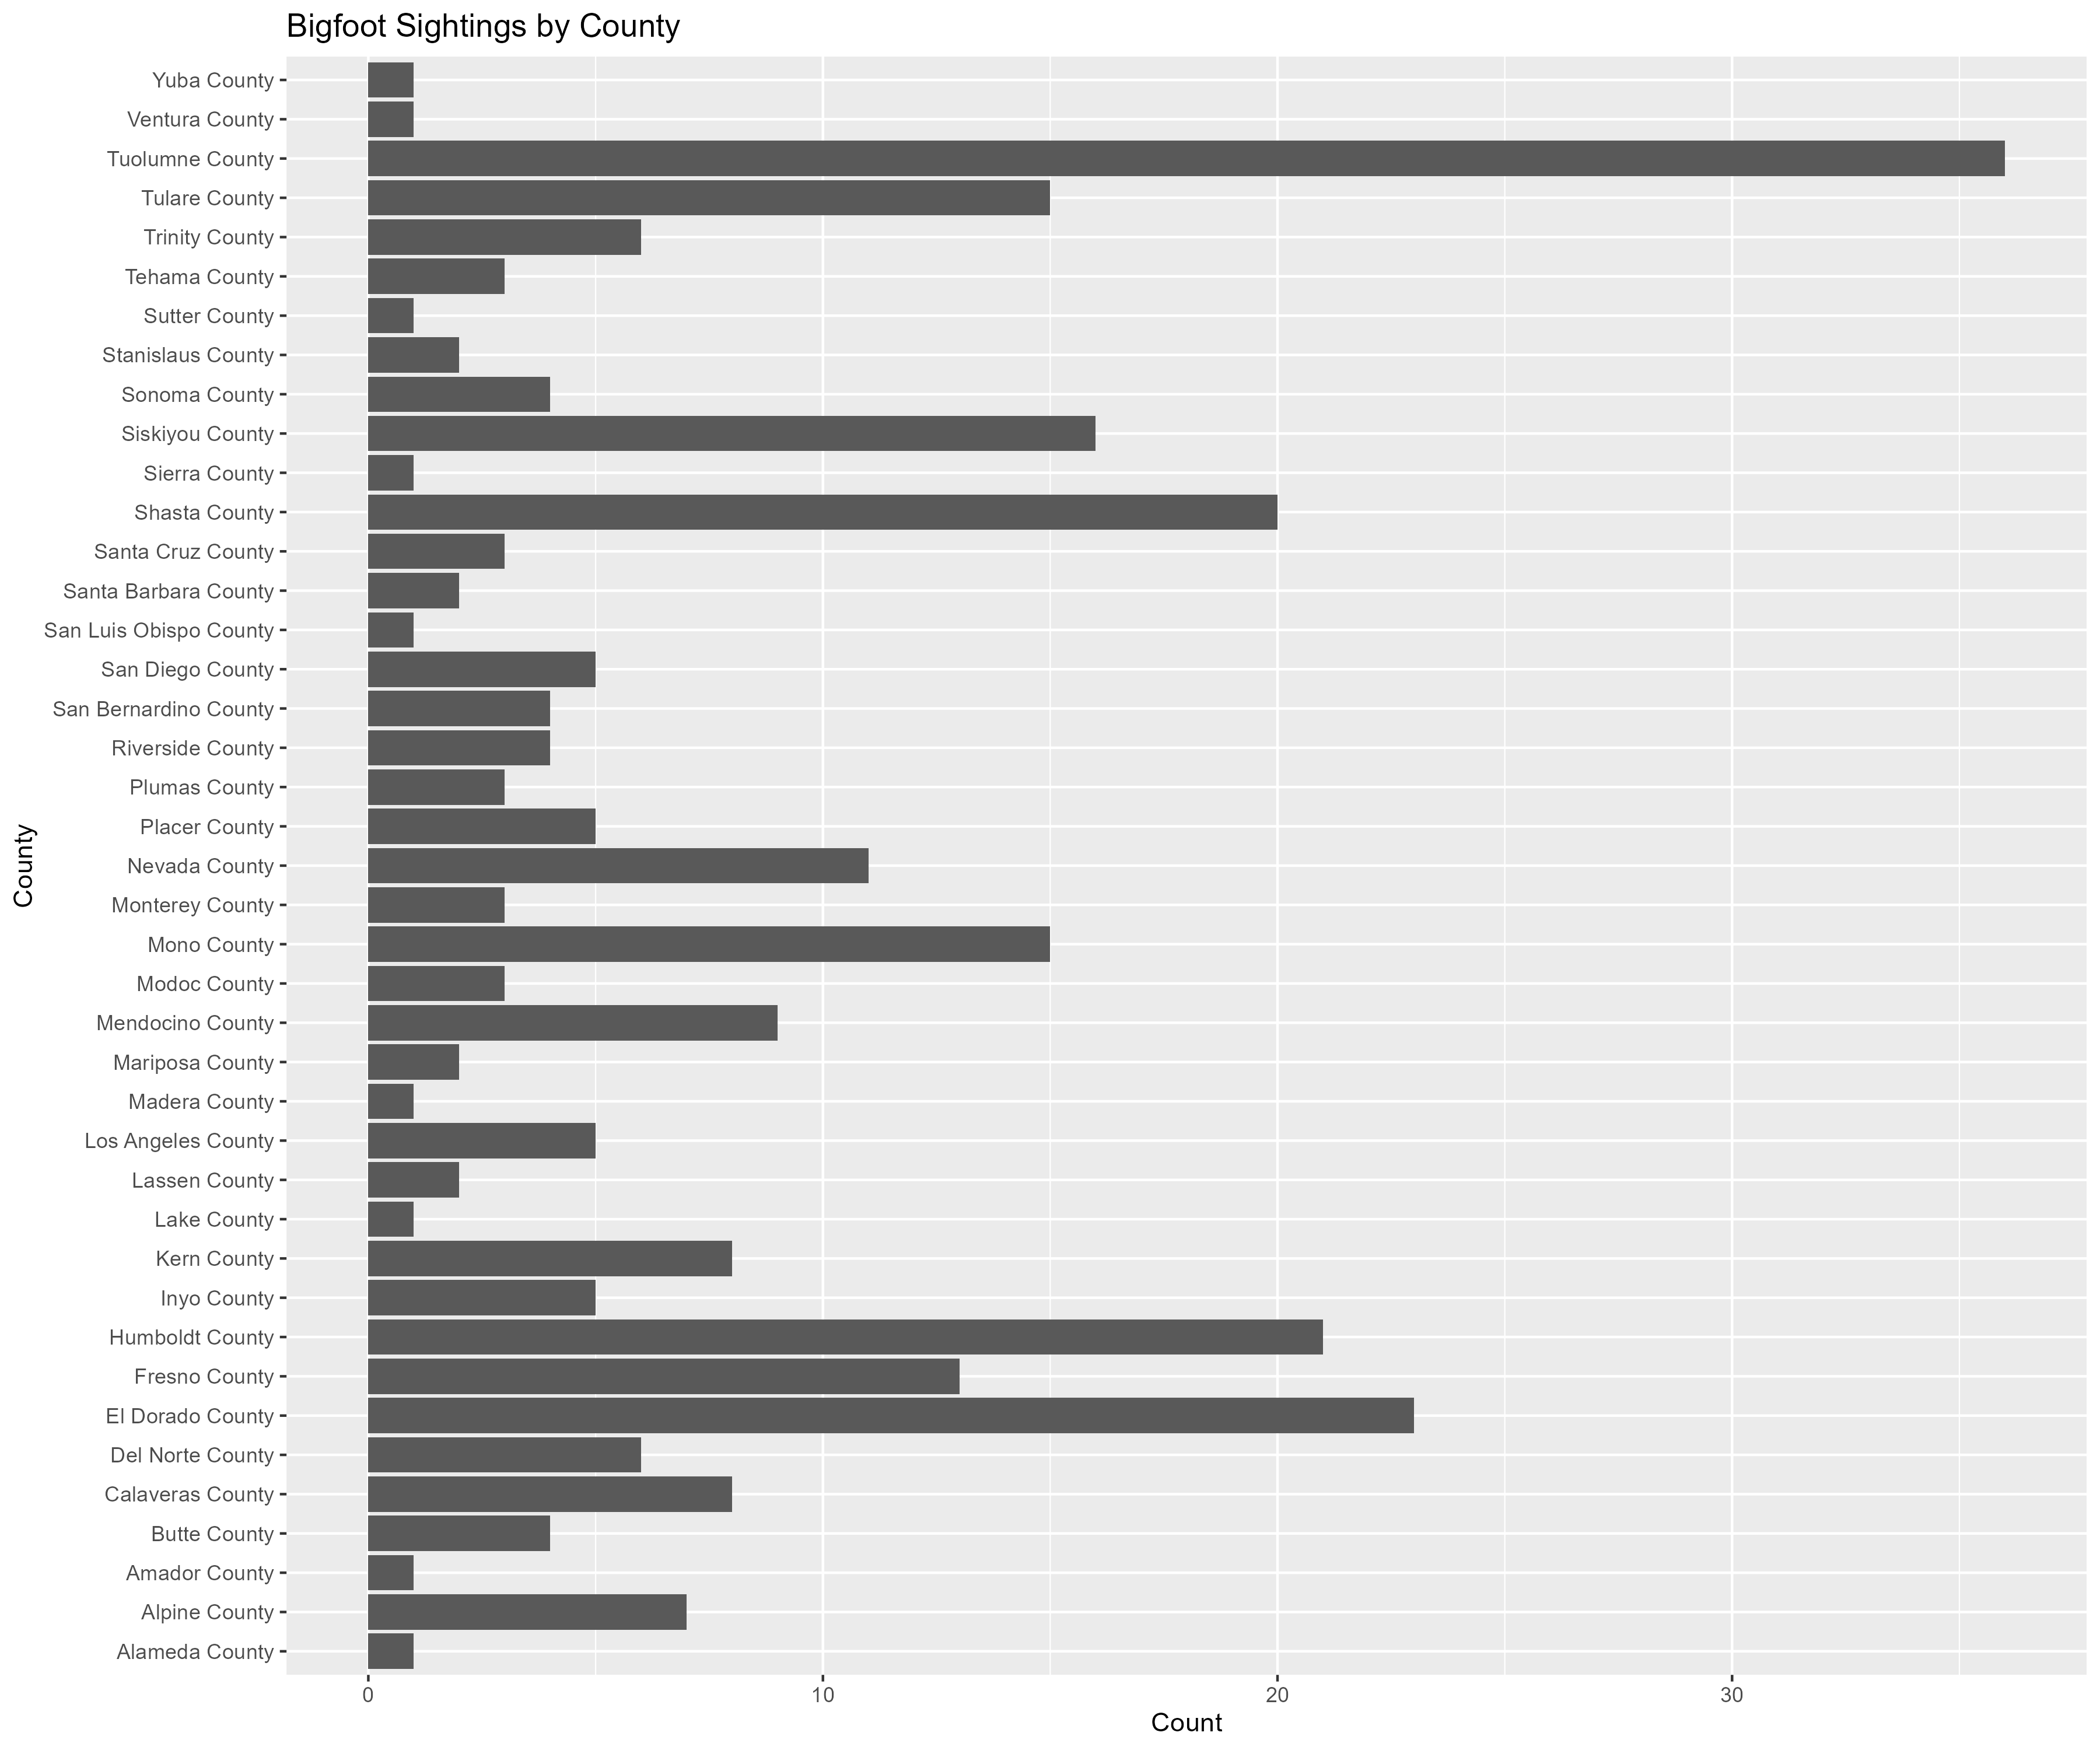 Bigfoot Sightings by County
Yuba County
Ventura County
Tuolumne County
Tulare County
Trinity County
Tehama County
Sutter County
Stanislaus County
Sonoma County
Siskiyou County
Sierra County
Shasta County
Santa Cruz County
Santa Barbara County
San Luis Obispo County
San Diego County
San Bernardino County
Riverside County
Plumas County
Placer County
Nevada County
Monterey County
Mono County
Modoc County
Mendocino County
Mariposa County
Madera County
Los Angeles County
Lassen County
Lake County
Kern County
Inyo County
Humboldt County
Fresno County
El Dorado County
Del Norte County
Calaveras County
Butte County
Amador County
Alpine County
Alameda County
County
0 10 20 30
Count